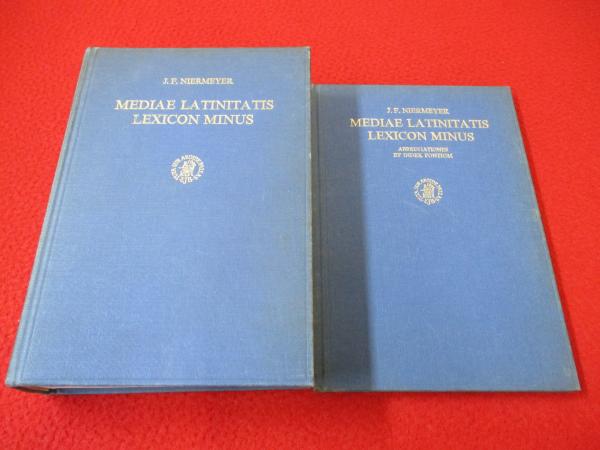 J. F. NIERMEYER
MEDIAE LATINITATIS
LEXICON MINUS
J. F. NIERMEYER
MEDIAE LATINITATIS
LEXICON MINUS
ABBREVIATIONES
ET INDEX FONTIUM